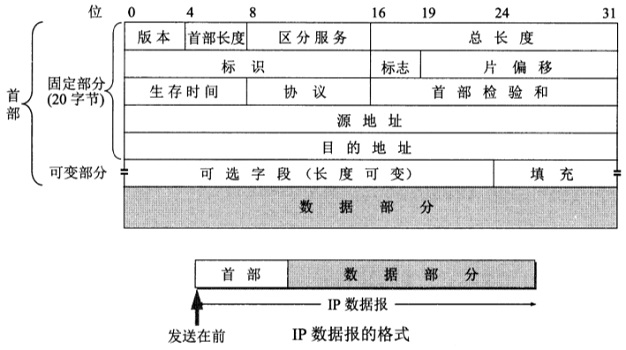 位 0 4 8 16 19 24 31
版本 首部长度 区分服务 总长度
标识 标志 片偏移
生存时间 协议 首部检验和
源地址
目的地址
可选字段（长度可变） 填充
数据部分
首部
固定部分
(20字节)
可变部分
首部 数据部分
IP 数据报
发送在前
IP 数据报的格式